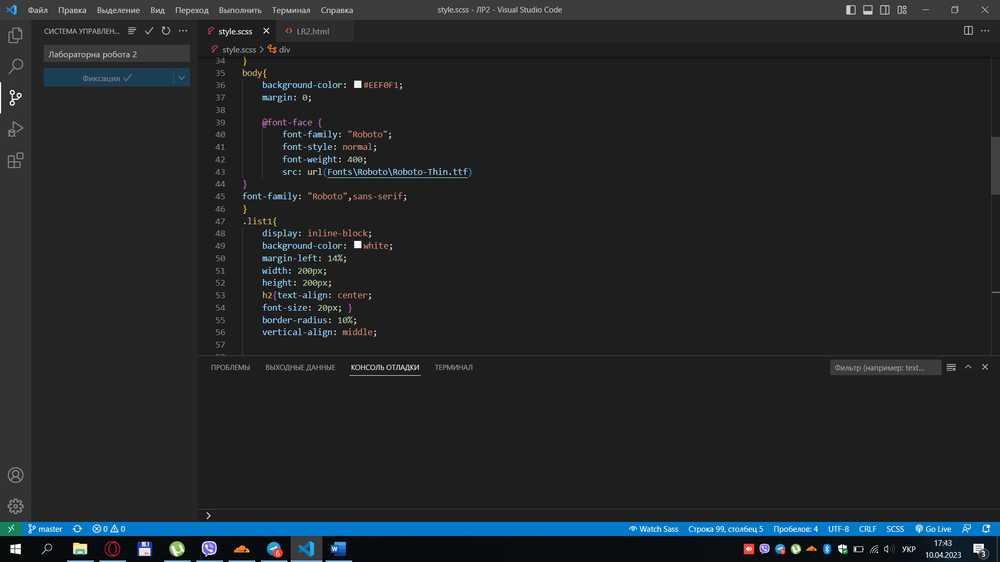 Файл Правка Выделение Вид Переход Выполнить Терминал Справка
style.scss - ЛР2 - Visual Studio Code
СИСТЕМА УПРАВЛЕН...
style.scss
LR2.html
Лабораторна робота 2
style.scss > div
Фиксация
34 }
35 body{
36 background-color: #EEF0F1;
37 margin: 0;
38
39 @font-face {
40 font-family: "Roboto";
41 font-style: normal;
42 font-weight: 400;
43 src: url(Fonts\Roboto\Roboto-Thin.ttf)
44 }
45 font-family: "Roboto",sans-serif;
46 }
47 .list1{
48 display: inline-block;
49 background-color: white;
50 margin-left: 14%;
51 width: 200px;
52 height: 200px;
53 h2{text-align: center;
54 font-size: 20px; }
55 border-radius: 10%;
56 vertical-align: middle;
57
ПРОБЛЕМЫ ВЫХОДНЫЕ ДАННЫЕ КОНСОЛЬ ОТЛАДКИ ТЕРМИНАЛ
Фильтр (например: text...
master 0 0
Watch Sass Строка 99, столбец 5 Пробелов: 4 UTF-8 CRLF SCSS Go Live
6
УКР
17:43
10.04.2023
3